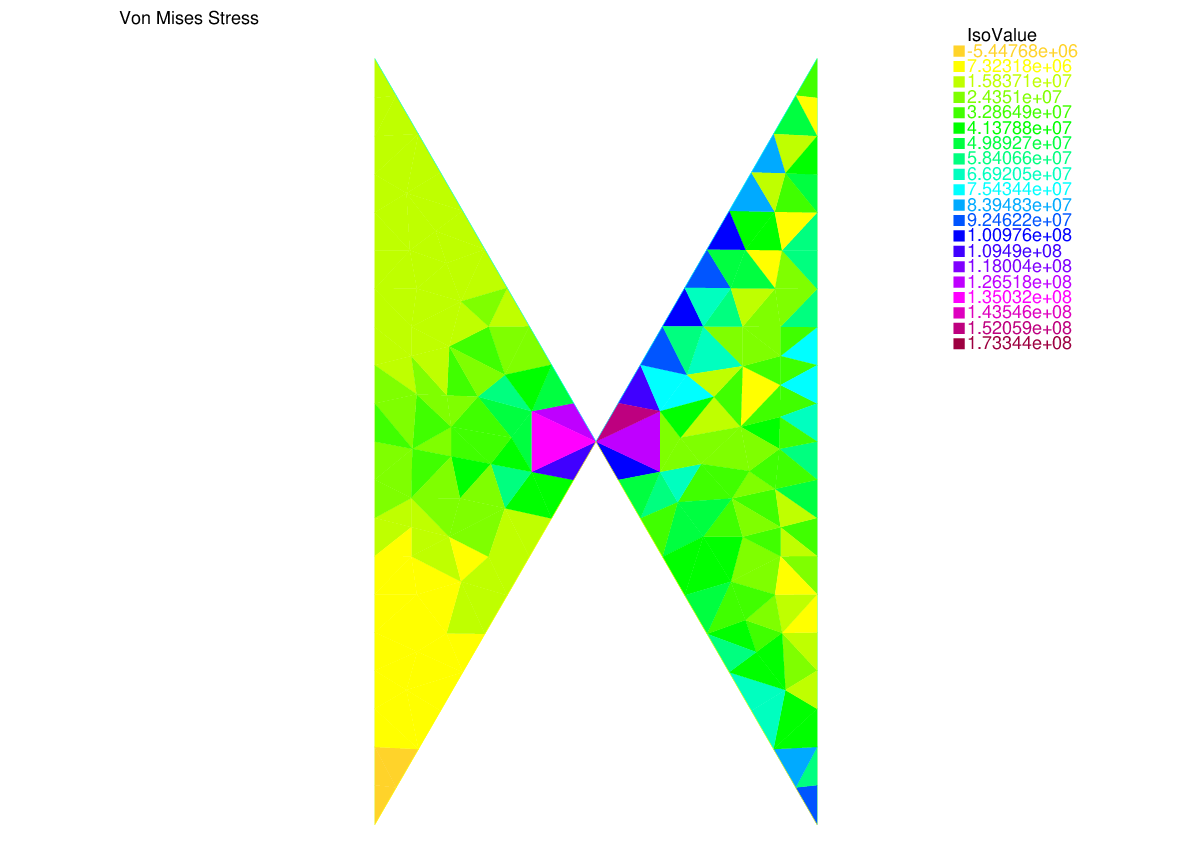 Von Mises Stress
IsoValue
-5.44768e+06
7.32318e+06
1.58371e+07
2.4351e+07
3.28649e+07
4.13788e+07
4.98927e+07
5.84066e+07
6.69205e+07
7.54344e+07
8.39483e+07
9.24622e+07
1.00976e+08
1.0949e+08
1.18004e+08
1.26518e+08
1.35032e+08
1.43546e+08
1.52059e+08
1.73344e+08